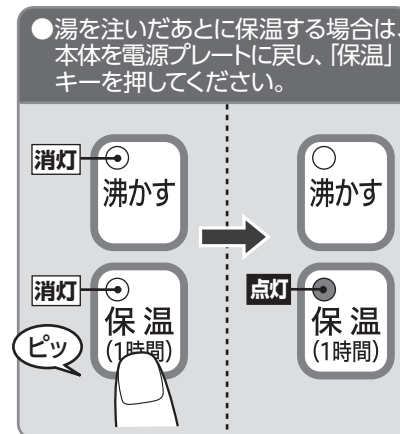 ●湯を注いだあとに保温する場合は、
本体を電源プレートに戻し、「保温」
キーを押してください。
消灯
沸かす
沸かす
消灯
保温
(1時間)
ピッ
点灯
保温
(1時間)